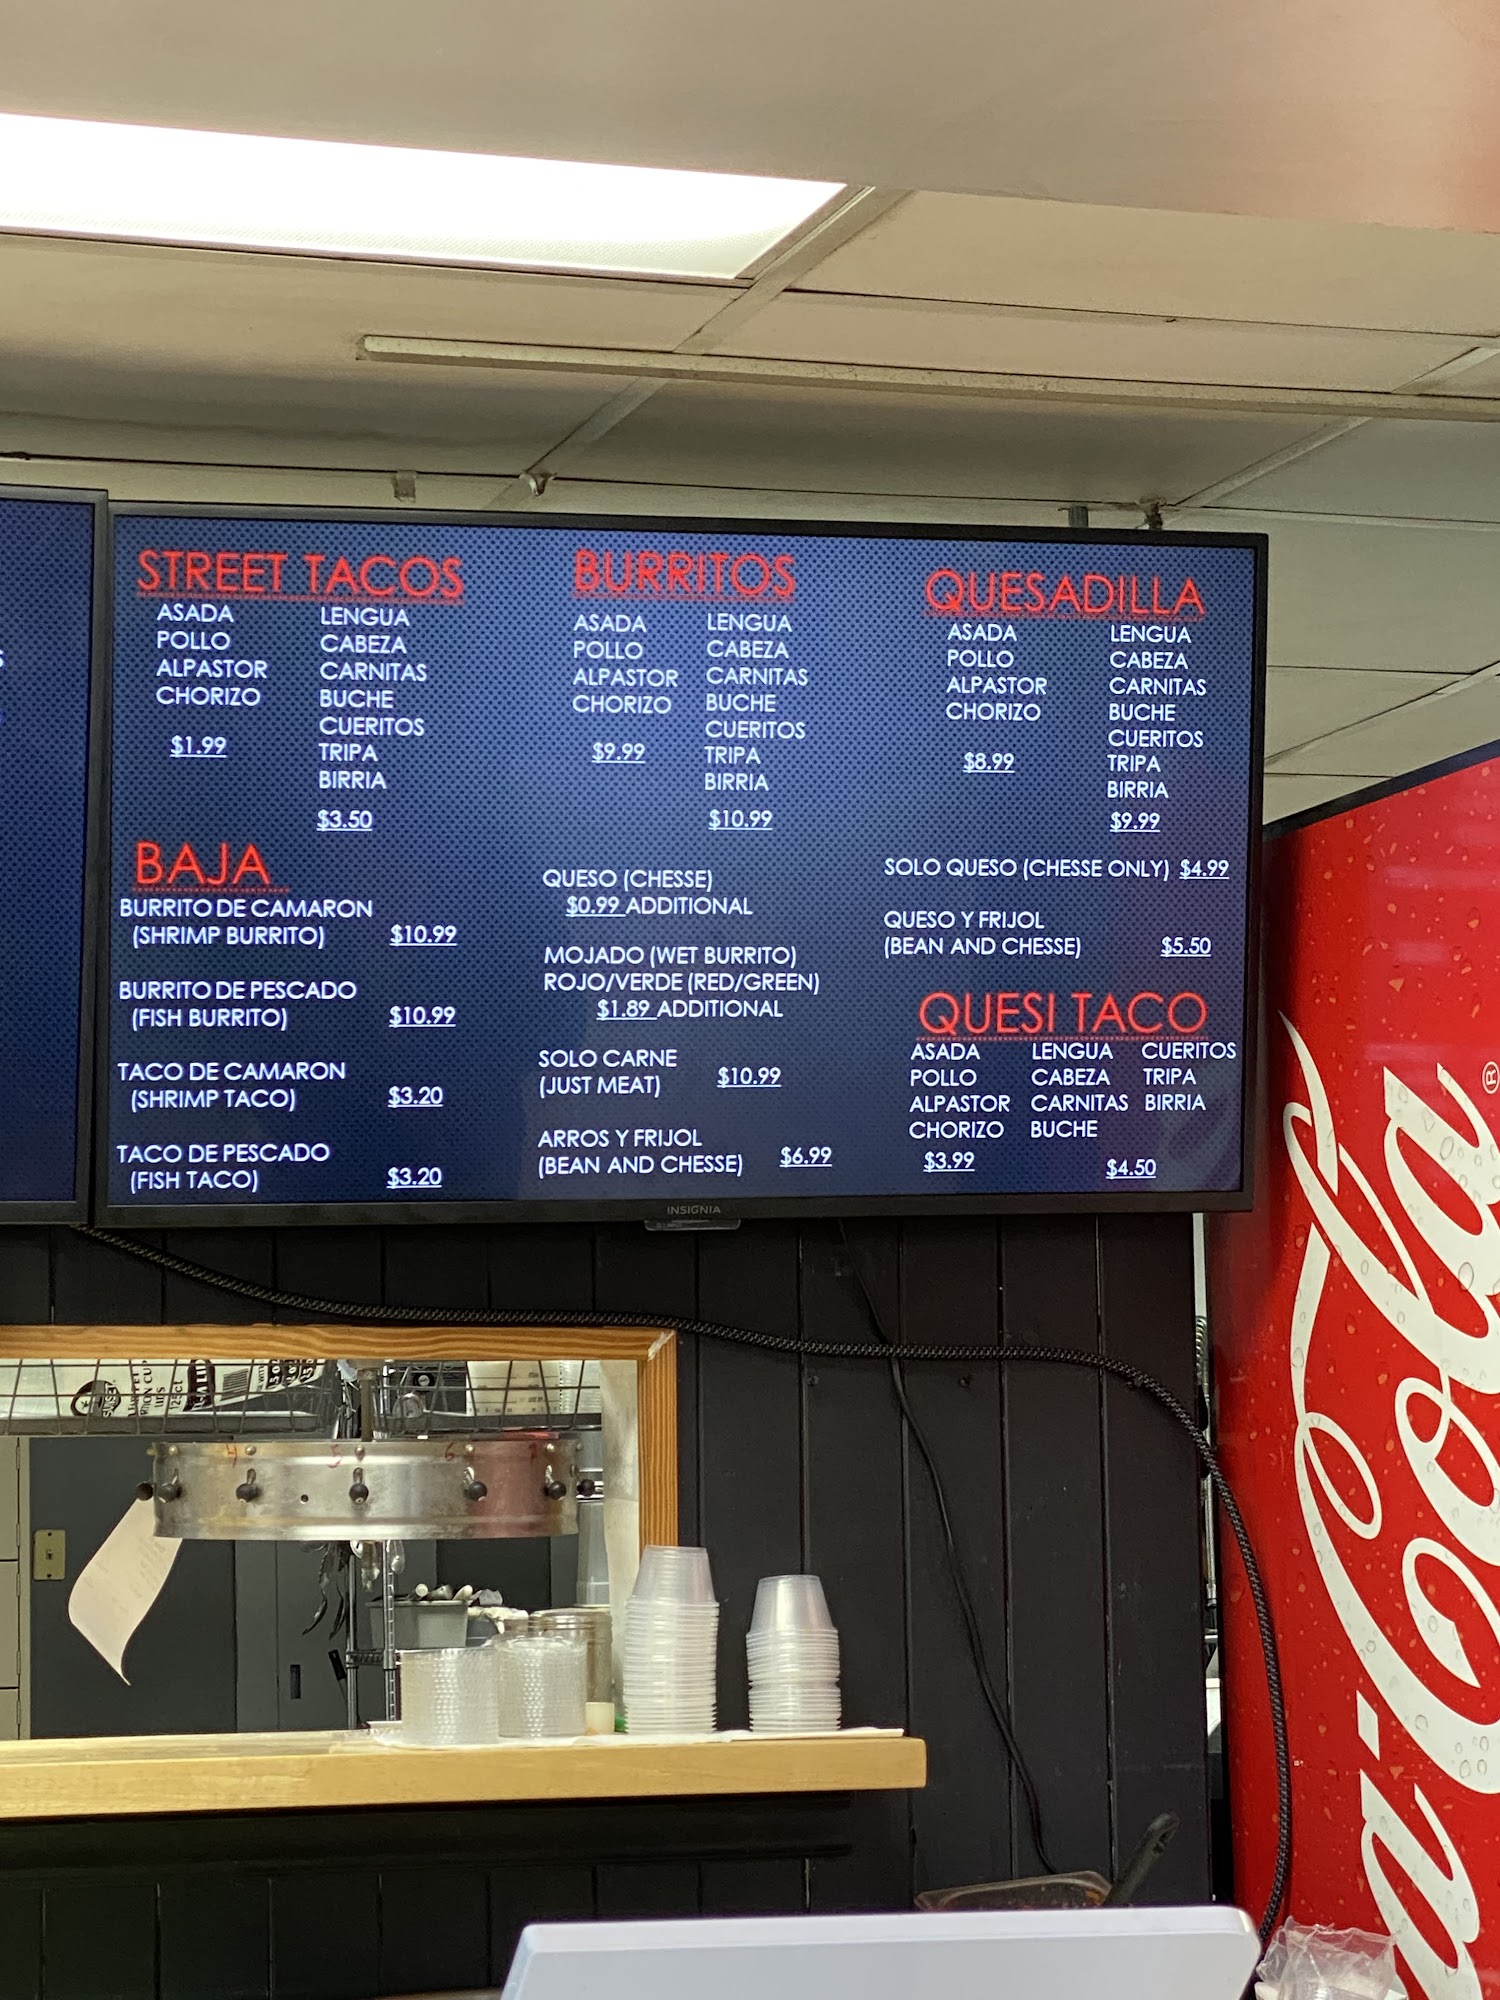 STREET TACOS
ASADA
POLLO
ALPASTOR
CHORIZO
$1.99
LENGUA
CABEZA
CARNITAS
BUCHE
CUERITOS
TRIPA
BIRRIA
$3.50
BAJA
BURRITO DE CAMARON
(SHRIMP BURRITO) $10.99
BURRITO DE PESCADO
(FISH BURRITO) $10.99
TACO DE CAMARON
(SHRIMP TACO) $3.20
TACO DE PESCADO
(FISH TACO) $3.20
BURRITOS
ASADA
POLLO
ALPASTOR
CHORIZO
$9.99
LENGUA
CABEZA
CARNITAS
BUCHE
CUERITOS
TRIPA
BIRRIA
$10.99
QUESO (CHESSE)
$0.99 ADDITIONAL
MOJADO (WET BURRITO)
ROJO/VERDE (RED/GREEN)
$1.89 ADDITIONAL
SOLO CARNE
(JUST MEAT) $10.99
ARROS Y FRIJOL
(BEAN AND CHESSE) $6.99
QUESADILLA
ASADA
POLLO
ALPASTOR
CHORIZO
$8.99
LENGUA
CABEZA
CARNITAS
BUCHE
CUERITOS
TRIPA
BIRRIA
$9.99
SOLO QUESO (CHESSE ONLY) $4.99
QUESO Y FRIJOL
(BEAN AND CHESSE) $5.50
QUESI TACO
ASADA
POLLO
ALPASTOR
CHORIZO
$3.99
LENGUA
CABEZA
CARNITAS
BUCHE
CUERITOS
TRIPA
BIRRIA
$4.50
INSIGNIA
Coca-Cola ®
4 5 6 7